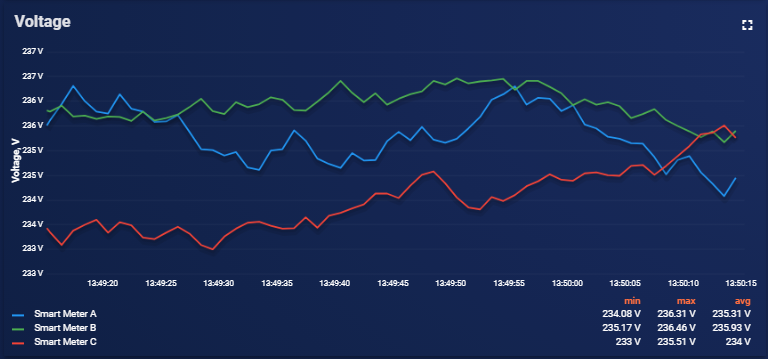 Voltage
237 V
237 V
236 V
236 V
235 V
235 V
234 V
234 V
233 V
233 V
Voltage, V
13:49:20 13:49:25 13:49:30 13:49:35 13:49:40 13:49:45 13:49:50 13:49:55 13:50:00 13:50:05 13:50:10 13:50:15
min max avg
Smart Meter A 234.08 V 236.31 V 235.31 V
Smart Meter B 235.17 V 236.46 V 235.93 V
Smart Meter C 233 V 235.51 V 234 V